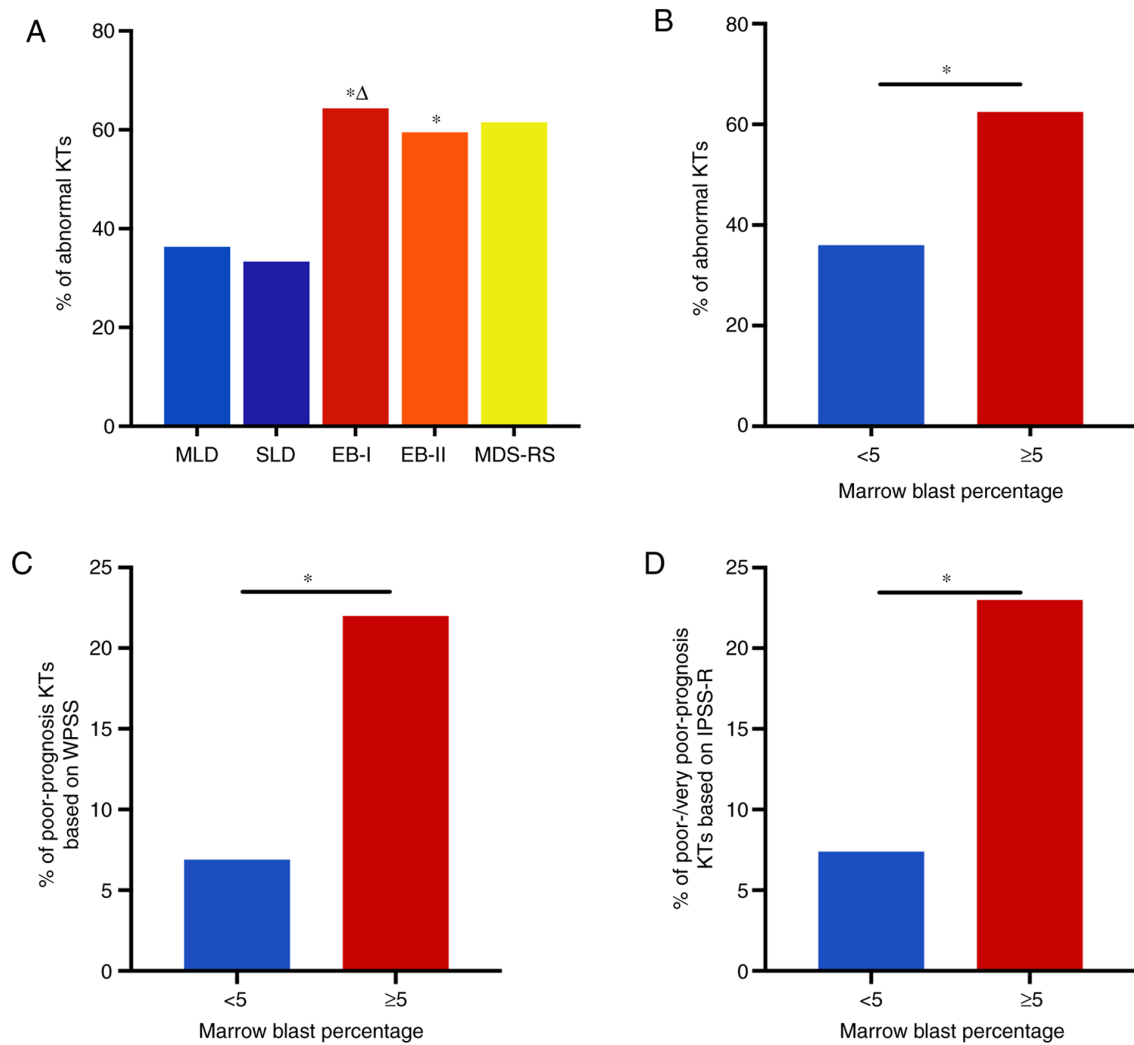 A
% of abnormal KTs
80
60
40
20
0
*Δ
*
MLD SLD EB-I EB-II MDS-RS
B
% of abnormal KTs
80
60
40
20
0
*
<5 ≥5
Marrow blast percentage
C
% of poor-prognosis KTs
based on WPSS
25
20
15
10
5
0
*
<5 ≥5
Marrow blast percentage
D
% of poor-/very poor-prognosis
KTs based on IPSS-R
25
20
15
10
5
0
*
<5 ≥5
Marrow blast percentage